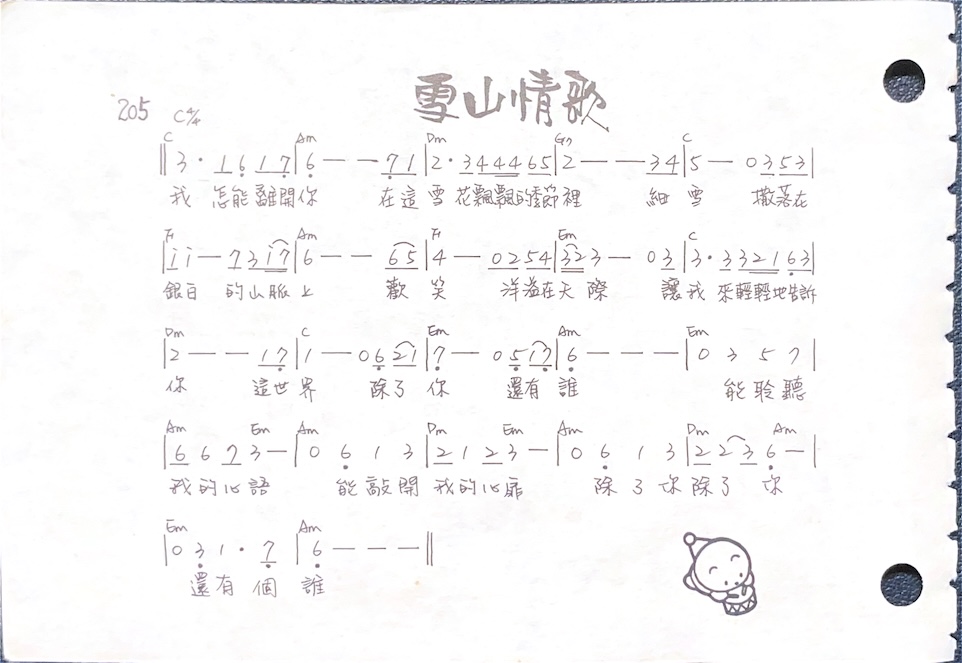 雪山情歌
205 C 4/4
C Am Dm G7 C
‖3· 1 6 1 7|6 — — 7 1|2· 3 4 4 4 6 5|2 — — 3 4|5 — 0 3 5 3|
我 怎能離開你 在這雪花飄飄的季節裡 細雪 撒落在
F Am F Em C
|i i — 7 3 i 7|6 — — 6 5|4 — 0 2 5 4|3 2 3 — 0 3|3· 3 3 2 1 6 3|
銀白 的山脈上 歡笑 洋溢在天際 讓我來輕輕地告訴
Dm C Em Am Em
|2 — — 1 7|1 — 0 6 2 1|7 — 0 5 1 7|6 — — —|0 3 5 7|
你 這世界 除了你 還有誰 能聆聽
Am Em Am Dm Em Am Dm Am
|6 6 7 3 —|0 6 1 3|2 1 2 3 —|0 6 1 3|2 2 3 6 —|
我的心語 能敲開我的心扉 除了你除了你
Em Am
|0 3 1 · 7|6 — — —‖
還有個誰